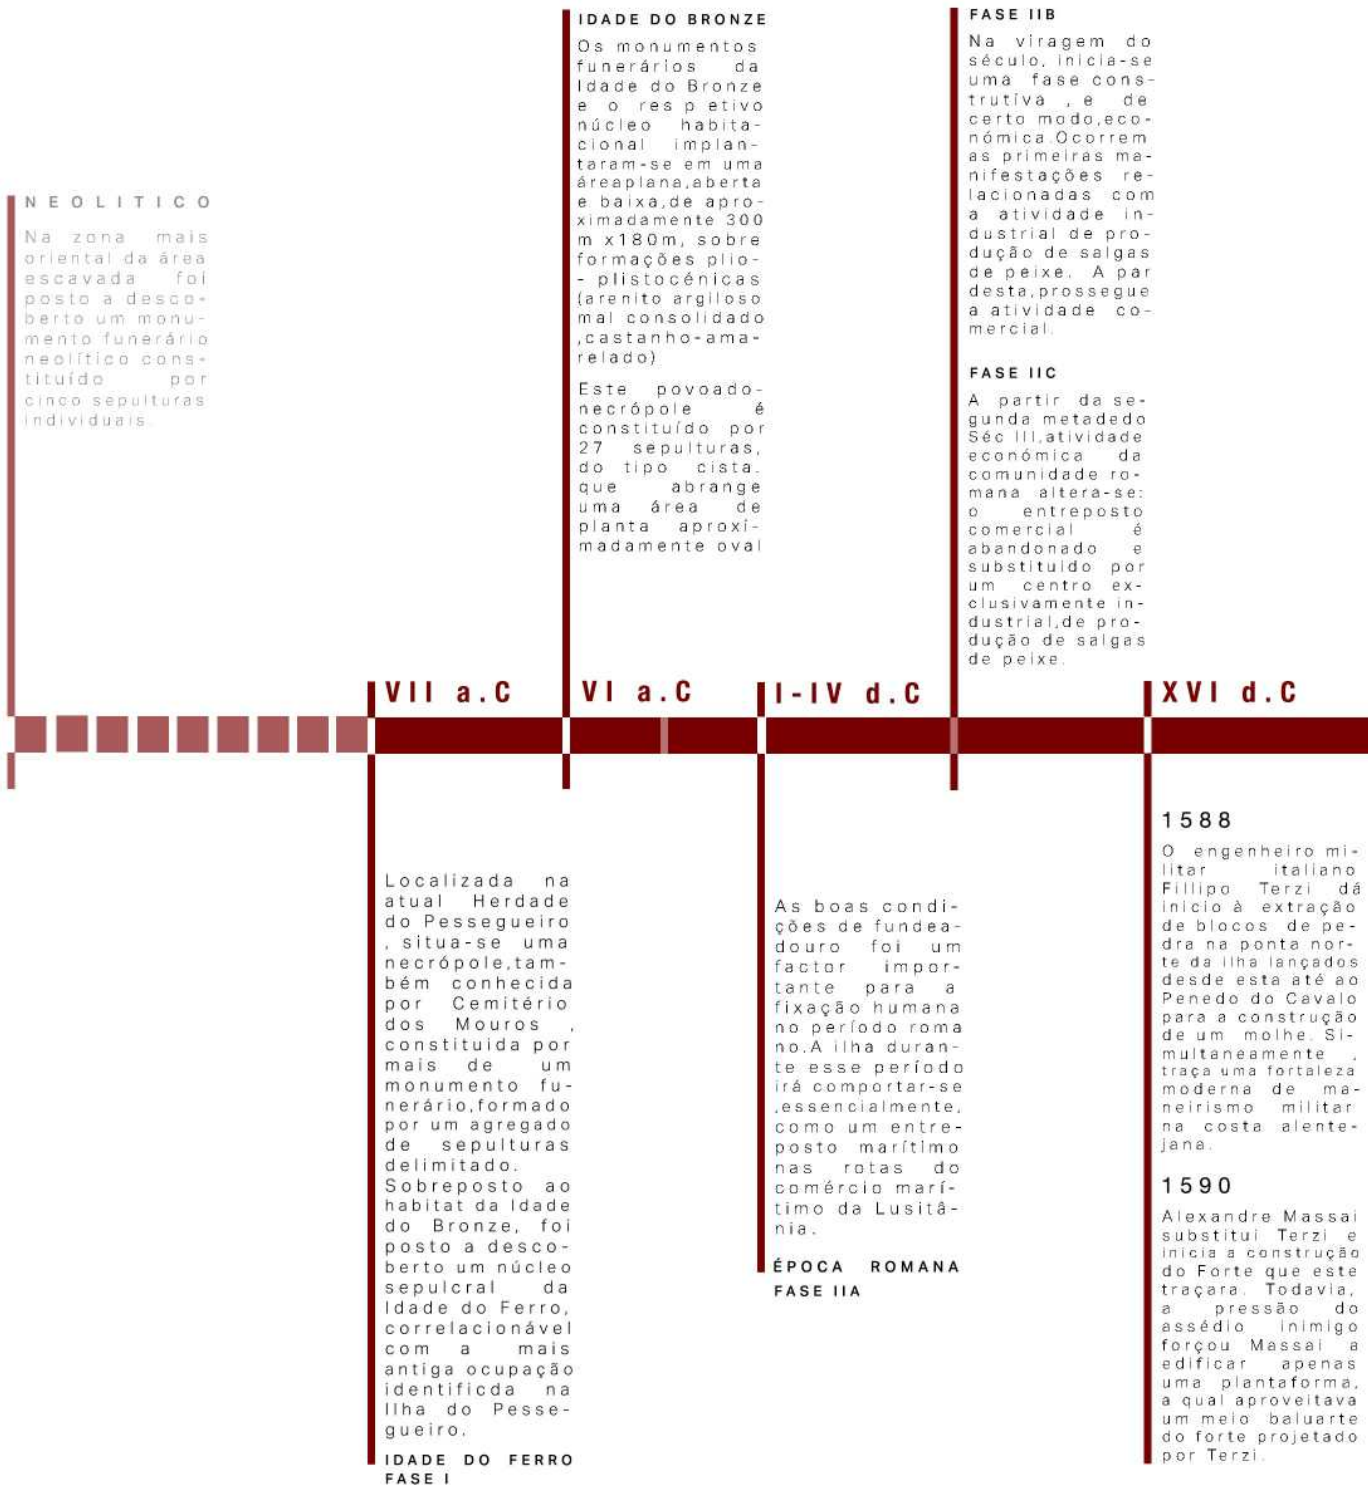 NEOLITICO
Na zona mais
oriental da área
escavada foi
posto a desco-
berto um monu-
mento funerário
neolítico cons-
tituído por
cinco sepulturas
individuais.
IDADE DO BRONZE
Os monumentos
funerários da
Idade do Bronze
e o res p etivo
núcleo habita-
cional implan-
taram-se em uma
áreaplana,aberta
e baixa,de apro-
ximadamente 300
m x180m, sobre
formações plio-
- plistocénicas
(arenito argiloso
mal consolidado
,castanho-ama-
relado)
Este povoado-
necrópole é
constituído por
27 sepulturas,
do tipo cista.
que abrange
uma área de
planta aproxi-
madamente oval
FASE IIB
Na viragem do
século, inicia-se
uma fase cons-
trutiva , e de
certo modo,eco-
nómica.Ocorrem
as primeiras ma-
nifestações re-
lacionadas com
a atividade in-
dustrial de pro-
dução de salgas
de peixe. A par
desta,prossegue
a atividade co-
mercial.
FASE IIC
A partir da se-
gunda metadedo
Séc III,atividade
económica da
comunidade ro-
mana altera-se:
o entreposto
comercial é
abandonado e
substituido por
um centro ex-
clusivamente in-
dustrial,de pro-
dução de salgas
de peixe.
VII a.C
VI a.C
I-IV d.C
XVI d.C
Localizada na
atual Herdade
do Pessegueiro
, situa-se uma
necrópole,tam-
bém conhecida
por Cemitério
dos Mouros ,
constituida por
mais de um
monumento fu-
nerário,formado
por um agregado
de sepulturas
delimitado.
Sobreposto ao
habitat da Idade
do Bronze, foi
posto a desco-
berto um núcleo
sepulcral da
Idade do Ferro,
correlacionável
com a mais
antiga ocupação
identificda na
Ilha do Pesse-
gueiro.
IDADE DO FERRO
FASE I
As boas condi-
ções de fundea-
douro foi um
factor impor-
tante para a
fixação humana
no período roma
no.A ilha duran-
te esse período
irá comportar-se
,essencialmente,
como um entre-
posto marítimo
nas rotas do
comércio marí-
timo da Lusitâ-
nia.
ÉPOCA ROMANA
FASE IIA
1588
O engenheiro mi-
litar italiano
Fillipo Terzi dá
inicio à extração
de blocos de pe-
dra na ponta nor-
te da ilha lançados
desde esta até ao
Penedo do Cavalo
para a construção
de um molhe. Si-
multaneamente ,
traça uma fortaleza
moderna de ma-
neirismo militar
na costa alente-
jana.
1590
Alexandre Massai
substitui Terzi e
inicia a construção
do Forte que este
traçara. Todavia,
a pressão do
assédio inimigo
forçou Massai a
edificar apenas
uma plantaforma,
a qual aproveitava
um meio baluarte
do forte projetado
por Terzi.